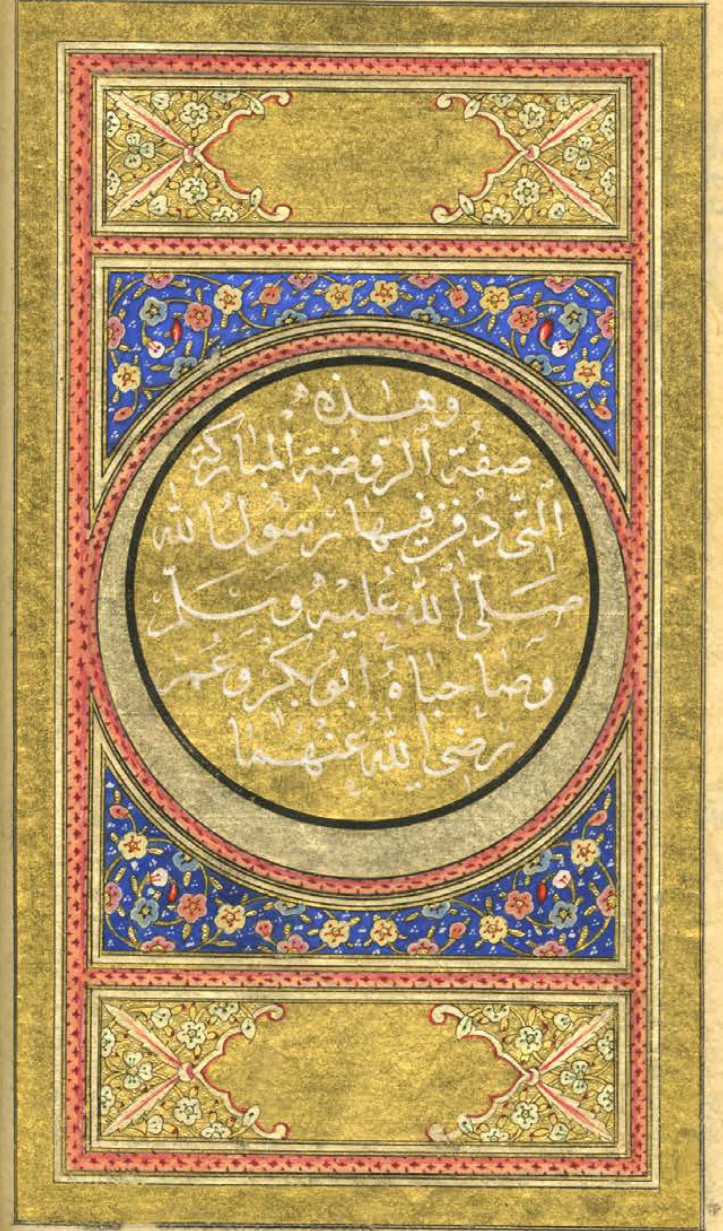 وهذه
صفة الروضة المباركة
التي دفن فيها رسول الله
صلى الله عليه وسلم
وصاحباه ابو بكر وعمر
رضي الله عنهما